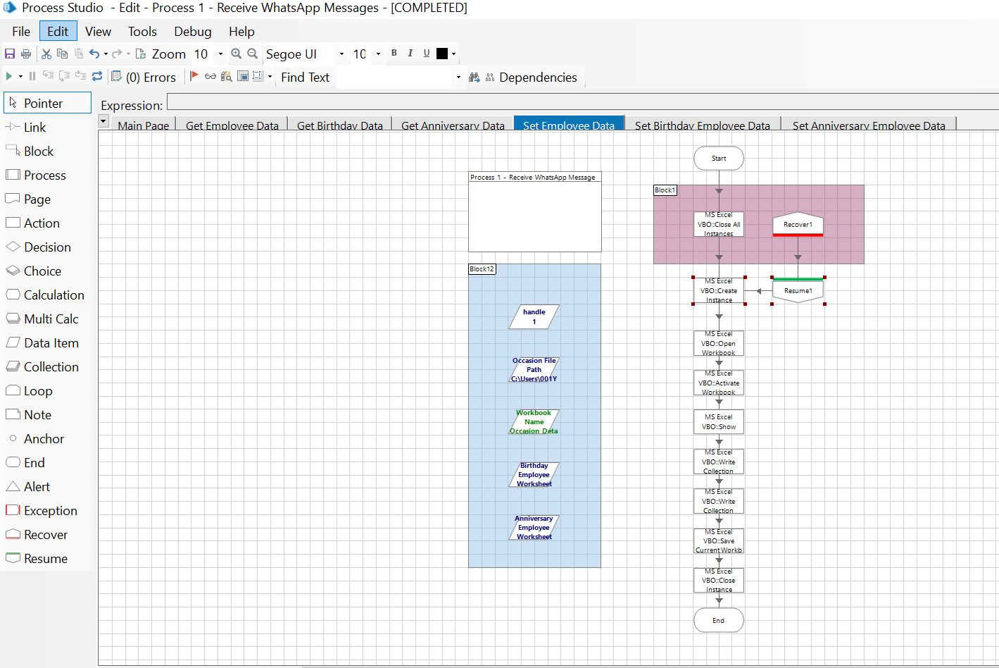 Process Studio - Edit - Process 1 - Receive WhatsApp Messages - [COMPLETED]
File Edit View Tools Debug Help
Zoom 10 Segoe UI 10 B I U
(0) Errors Find Text Dependencies
Expression:
Main Page Get Employee Data Get Birthday Data Get Anniversary Data Set Employee Data Set Birthday Employee Data Set Anniversary Employee Data
Pointer
Link
Block
Process
Page
Action
Decision
Choice
Calculation
Multi Calc
Data Item
Collection
Loop
Note
Anchor
End
Alert
Exception
Recover
Resume
Process 1 - Receive WhatsApp Message
Block12
handle
1
Occasion File
Path
C:\Users\001Y
Workbook
Name
Occasion Deta
Birthday
Employee
Worksheet
Anniversary
Employee
Worksheet
Start
Block1
MS Excel
VBO::Close All
Instances
Recover1
MS Excel
VBO::Create
Instance
Resume1
MS Excel
VBO::Open
Workbook
MS Excel
VBO::Activate
Workbook
MS Excel
VBO::Show
MS Excel
VBO::Write
Collection
MS Excel
VBO::Write
Collection
MS Excel
VBO::Save
Current Workb
MS Excel
VBO::Close
Instance
End